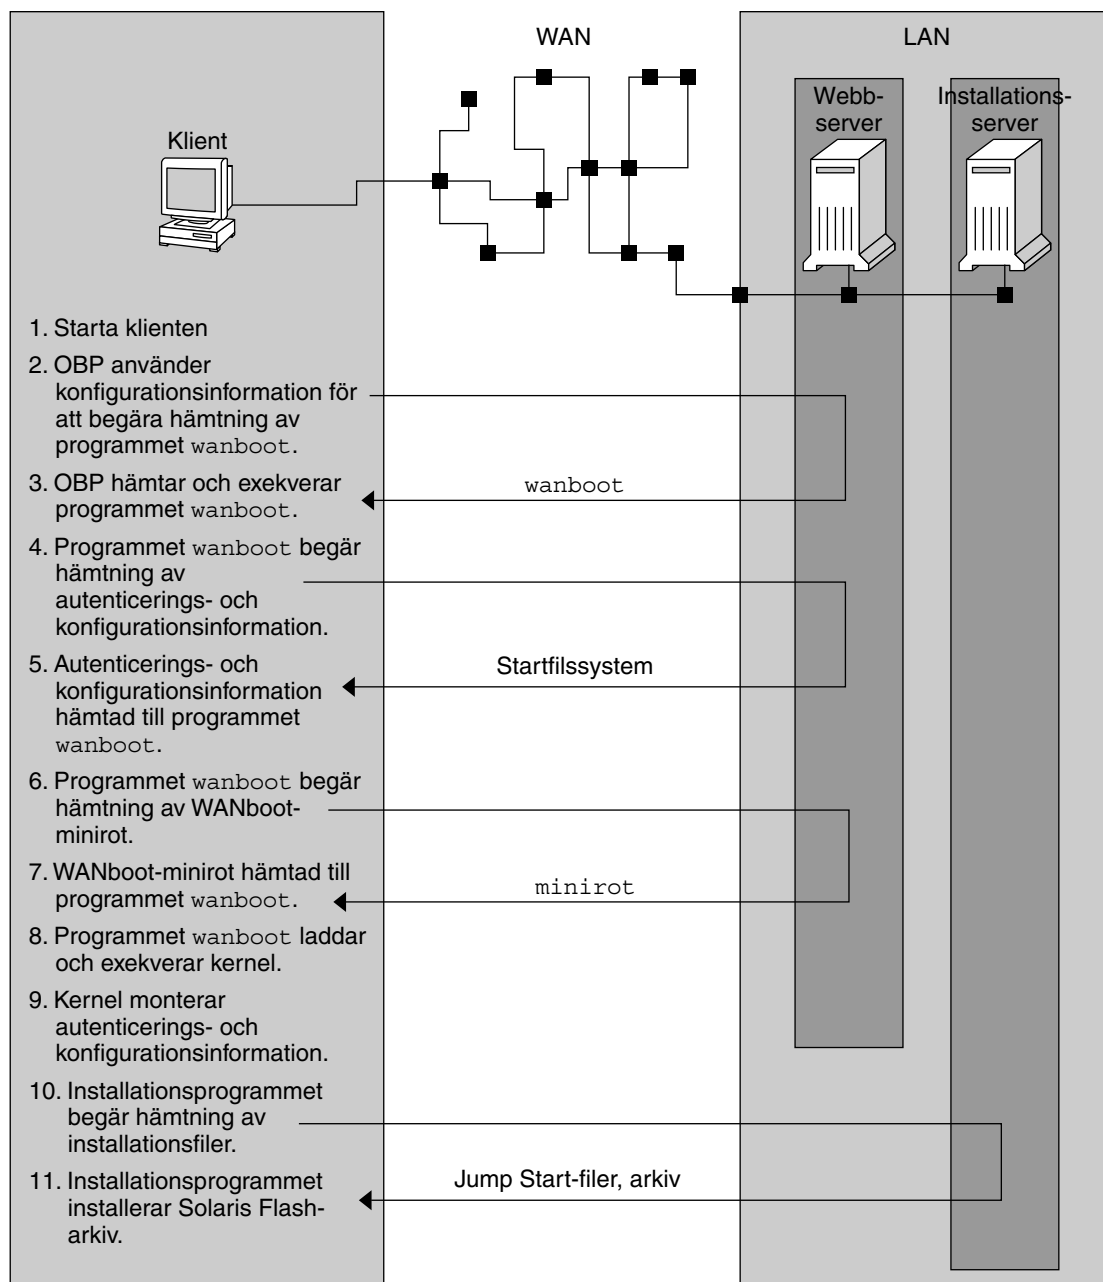 WAN
LAN
Klient
Webb-
server
Installations-
server
1. Starta klienten
2. OBP använder
konfigurationsinformation för
att begära hämtning av
programmet wanboot.
3. OBP hämtar och exekverar
programmet wanboot.
wanboot
4. Programmet wanboot begär
hämtning av
autenticerings- och
konfigurationsinformation.
5. Autenticerings- och
konfigurationsinformation
hämtad till programmet
wanboot.
Startfilssystem
6. Programmet wanboot begär
hämtning av WANboot-
minirot.
7. WANboot-minirot hämtad till
programmet wanboot.
minirot
8. Programmet wanboot laddar
och exekverar kernel.
9. Kernel monterar
autenticerings- och
konfigurationsinformation.
10. Installationsprogrammet
begär hämtning av
installationsfiler.
11. Installationsprogrammet
installerar Solaris Flash-
arkiv.
Jump Start-filer, arkiv